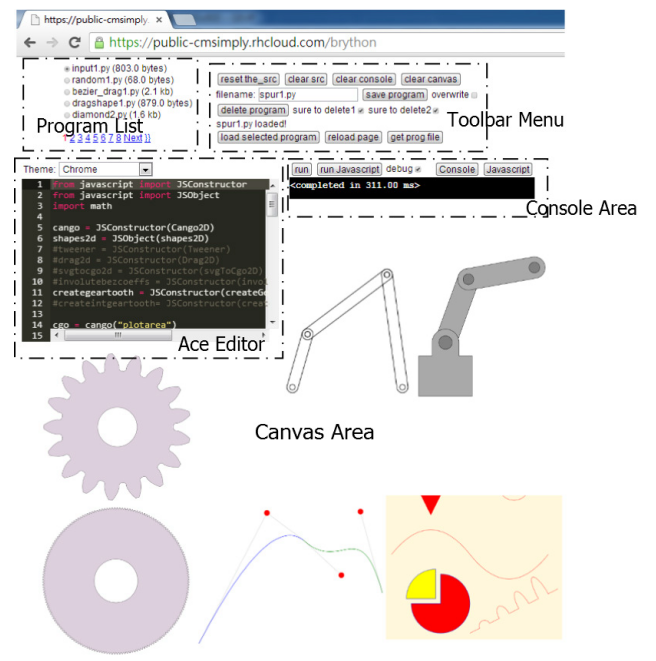 https://public-cmsimply. ×
https://public-cmsimply.rhcloud.com/brython
input1.py (803.0 bytes)
random1.py (68.0 bytes)
bezier_drag1.py (2.1 kb)
dragshape1.py (879.0 bytes)
diamond2.py (1.6 kb)
1 2 3 4 5 6 7 8 Next ⟩⟩
Program List
reset the_src clear src clear console clear canvas
filename: spur1.py save program overwrite
delete program sure to delete1 sure to delete2
spur1.py loaded!
load selected program reload page get prog file
Toolbar Menu
Theme: Chrome
1 from javascript import JSConstructor
2 from javascript import JSObject
3 import math
4
5 cango = JSConstructor(Cango2D)
6 shapes2d = JSObject(shapes2D)
7 #tweener = JSConstructor(Tweener)
8 #drag2d = JSConstructor(Drag2D)
9 #svgtocgo2d = JSConstructor(svgToCgo2D)
10 #involutebezcoeffs = JSConstructor(invol
11 creategeartooth = JSConstructor(createGe
12 #createintgeartooth= JSConstructor(crea
13
14 cgo = cango("plotarea")
15
Ace Editor
run run Javascript debug Console Javascript
<completed in 311.00 ms>
Console Area
Canvas Area